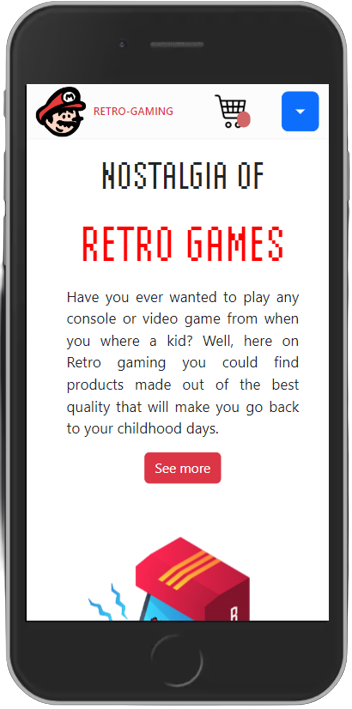 M
RETRO-GAMING
NOSTALGIA OF
RETRO GAMES
Have you ever wanted to play any
console or video game from when
you where a kid? Well, here on
Retro gaming you could find
products made out of the best
quality that will make you go back
to your childhood days.
See more